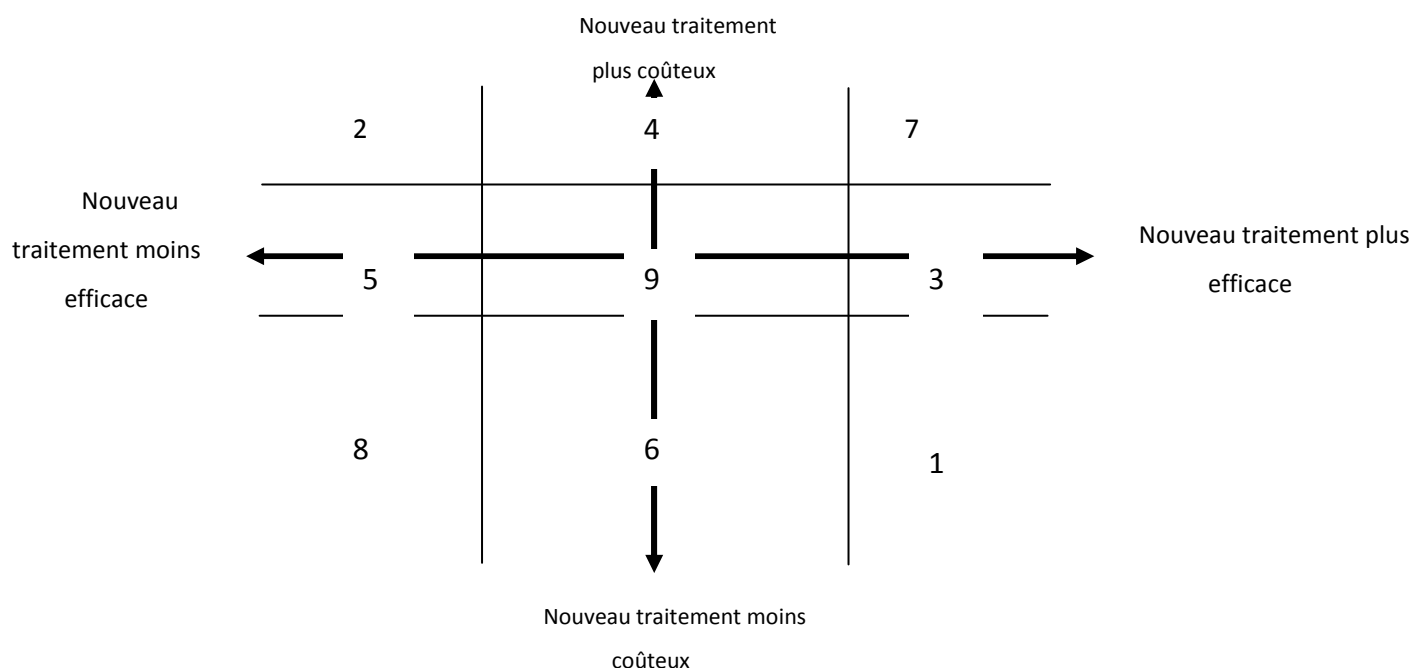 Nouveau traitement
plus coûteux
2
4
7
Nouveau
traitement moins
efficace
Nouveau traitement plus
efficace
5
9
3
8
6
1
Nouveau traitement moins
coûteux